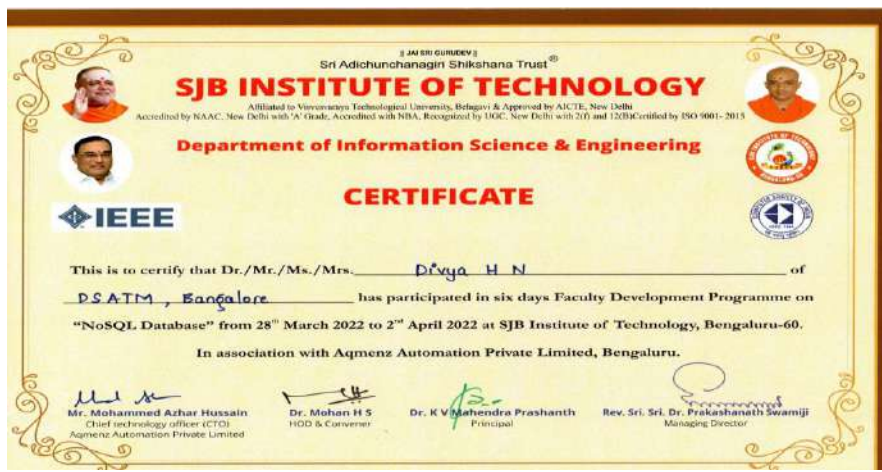 || JAI SRI GURUDEV ||
Sri Adichunchanagiri Shikshana Trust®
SJB INSTITUTE OF TECHNOLOGY
Affiliated to Visvesvaraya Technological University, Belagavi & Approved by AICTE, New Delhi
Accredited by NAAC, New Delhi with 'A' Grade, Accredited with NBA, Recognized by UGC, New Delhi with 2(f) and 12(B)Certified by ISO 9001- 2015
Department of Information Science & Engineering
CERTIFICATE
IEEE
This is to certify that Dr./Mr./Ms./Mrs. Divya H N of
DSATM, Bangalore has participated in six days Faculty Development Programme on
"NoSQL Database" from 28th March 2022 to 2nd April 2022 at SJB Institute of Technology, Bengaluru-60.
In association with Aqmenz Automation Private Limited, Bengaluru.
Mr. Mohammed Azhar Hussain
Chief technology officer (CTO)
Aqmenz Automation Private Limited
Dr. Mohan H S
HOD & Convener
Dr. K V Mahendra Prashanth
Principal
Rev. Sri. Sri. Dr. Prakashanath Swamiji
Managing Director